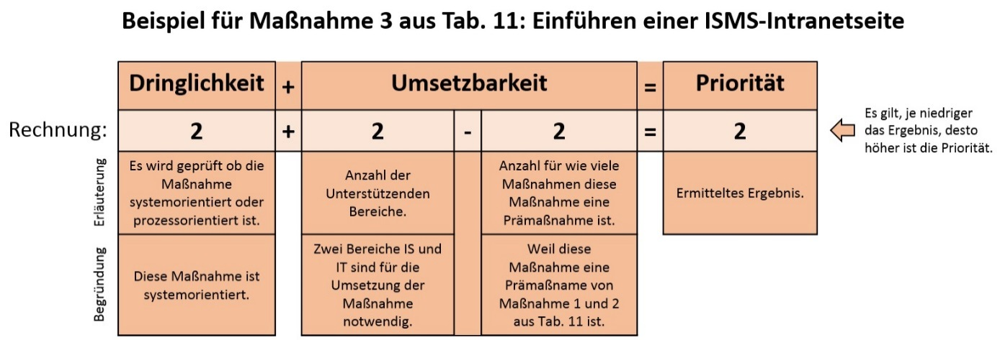 Beispiel für Maßnahme 3 aus Tab. 11: Einführen einer ISMS-Intranetseite
Dringlichkeit + Umsetzbarkeit = Priorität
Rechnung: 2 + 2 - 2 = 2
Es gilt, je niedriger
das Ergebnis, desto
höher ist die Priorität.
Erläuterung
Es wird geprüft ob die
Maßnahme
systemorientiert oder
prozessorientiert ist.
Anzahl der
Unterstützenden
Bereiche.
Anzahl für wie viele
Maßnahmen diese
Maßnahme eine
Prämaßnahme ist.
Ermitteltes Ergebnis.
Begründung
Diese Maßnahme ist
systemorientiert.
Zwei Bereiche IS und
IT sind für die
Umsetzung der
Maßnahme
notwendig.
Weil diese
Maßnahme eine
Prämaßname von
Maßnahme 1 und 2
aus Tab. 11 ist.